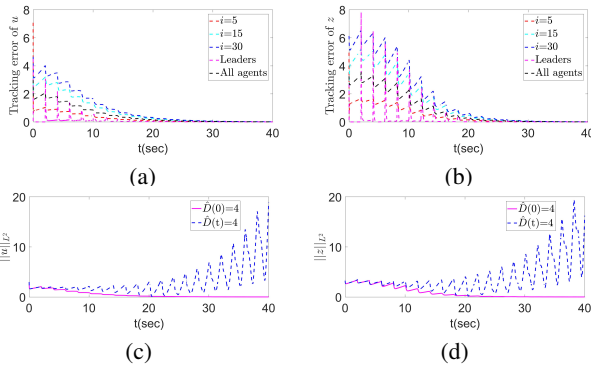 Tracking error of u
8
6
4
2
0
0 10 20 30 40
t(sec)
i=5
i=15
i=30
Leaders
All agents
(a)
Tracking error of z
8
6
4
2
0
0 10 20 30 40
t(sec)
i=5
i=15
i=30
Leaders
All agents
(b)
||u||_{L^2}
20
10
0
0 10 20 30 40
t(sec)
D̂(0)=4
D̂(t)=4
(c)
||z||_{L^2}
20
10
0
0 10 20 30 40
t(sec)
D̂(0)=4
D̂(t)=4
(d)